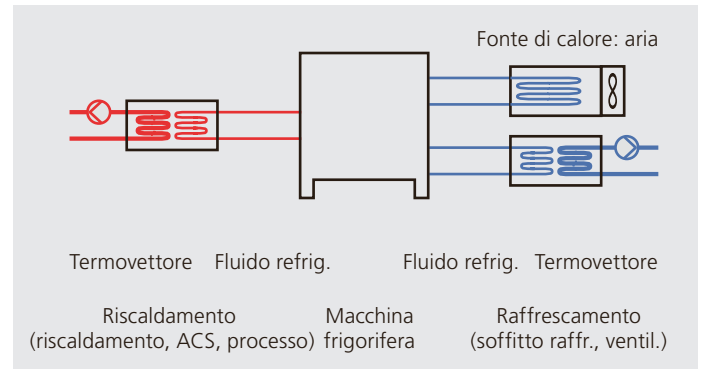 Fonte di calore: aria
Termovettore Fluido refrig. Fluido refrig. Termovettore
Riscaldamento Macchina Raffrescamento
(riscaldamento, ACS, processo) frigorifera (soffitto raffr., ventil.)